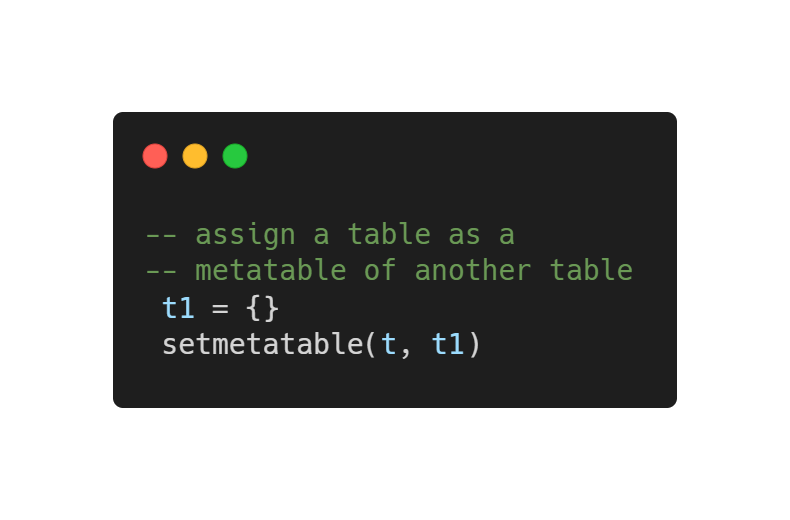 -- assign a table as a
-- metatable of another table
t1 = {}
setmetatable(t, t1)